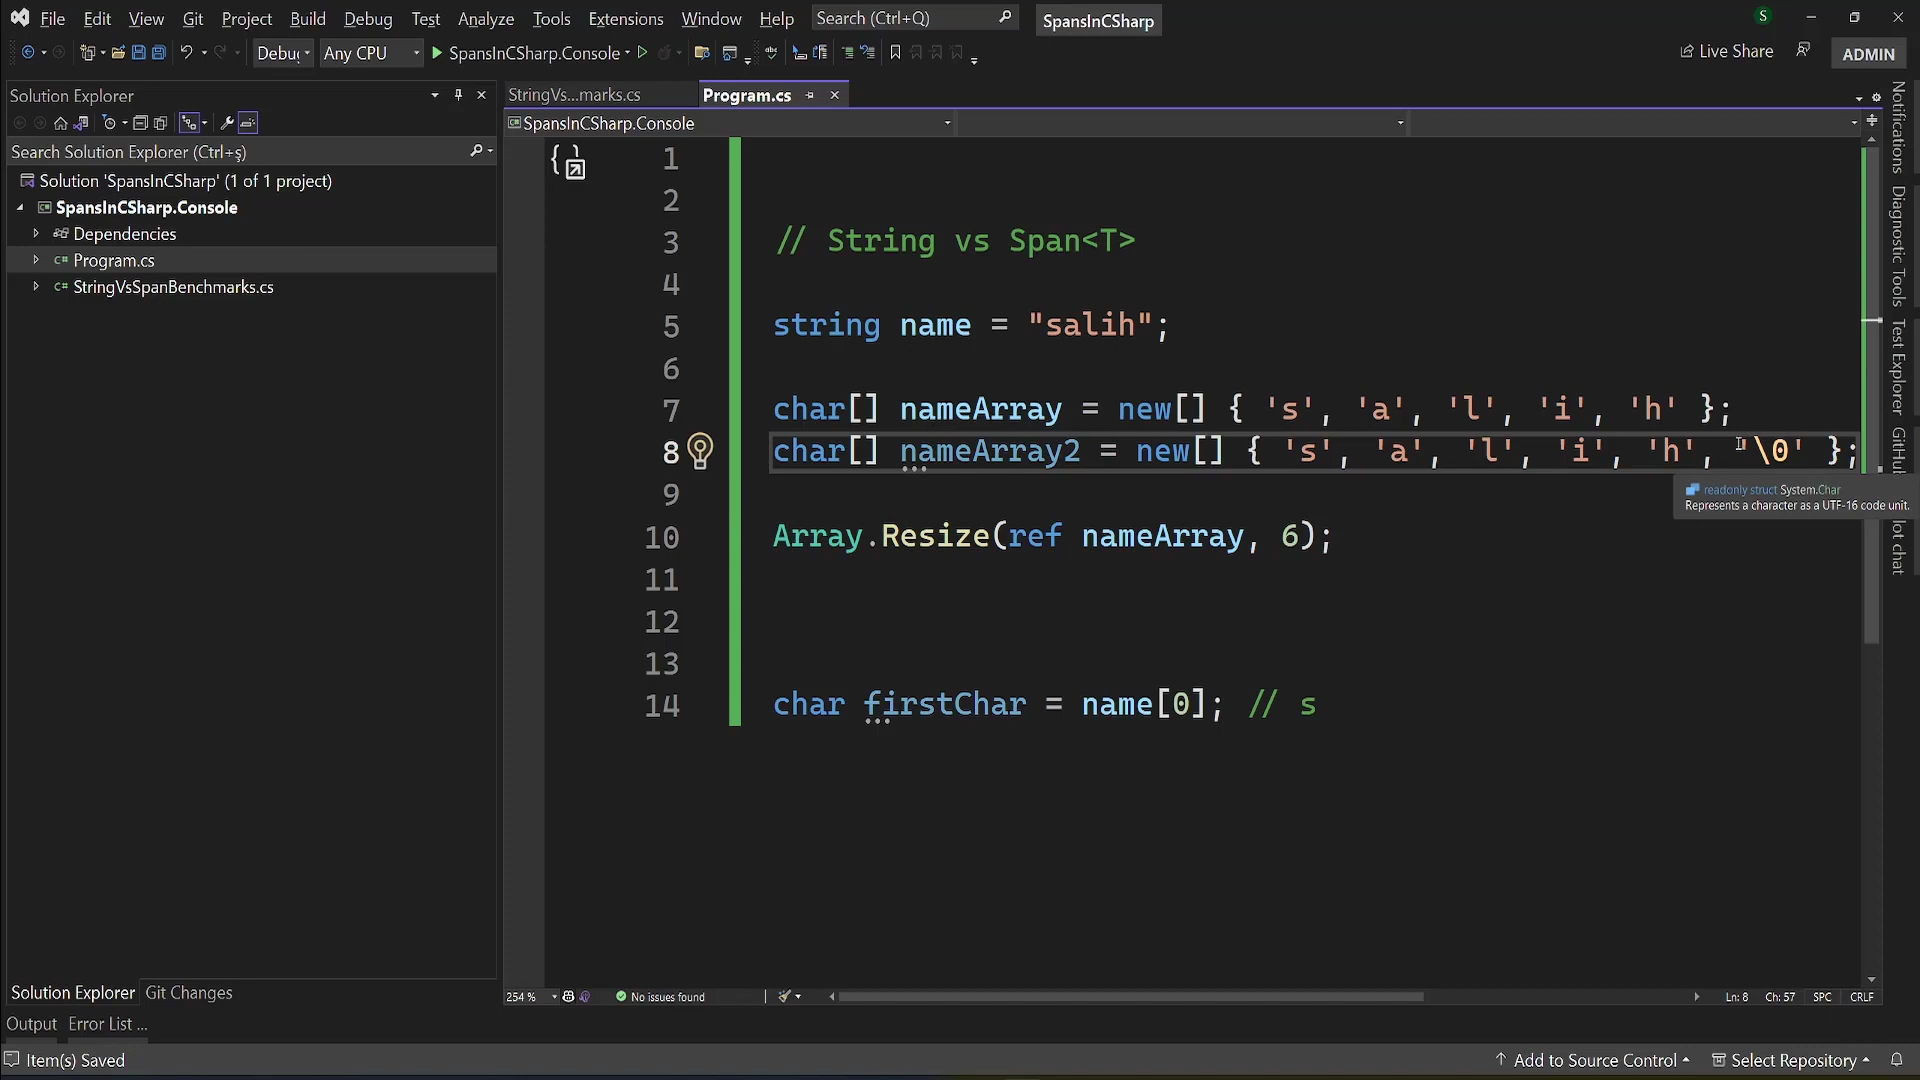 File Edit View Git Project Build Debug Test Analyze Tools Extensions Window Help Search (Ctrl+Q) SpansInCSharp S
Debu Any CPU SpansInCSharp.Console Live Share ADMIN
Solution Explorer
Search Solution Explorer (Ctrl+ş)
Solution 'SpansInCSharp' (1 of 1 project)
SpansInCSharp.Console
Dependencies
C# Program.cs
C# StringVsSpanBenchmarks.cs
StringVs...marks.cs Program.cs
SpansInCSharp.Console
1
2
3 // String vs Span<T>
4
5 string name = "salih";
6
7 char[] nameArray = new[] { 's', 'a', 'l', 'i', 'h' };
8 char[] nameArray2 = new[] { 's', 'a', 'l', 'i', 'h', '\0' };
readonly struct System.Char
Represents a character as a UTF-16 code unit.
9
10 Array.Resize(ref nameArray, 6);
11
12
13
14 char firstChar = name[0]; // s
254 % No issues found Ln: 8 Ch: 57 SPC CRLF
Notifications
Diagnostic Tools
Test Explorer
GitHu
lot chat
Solution Explorer Git Changes
Output Error List ...
Item(s) Saved Add to Source Control Select Repository